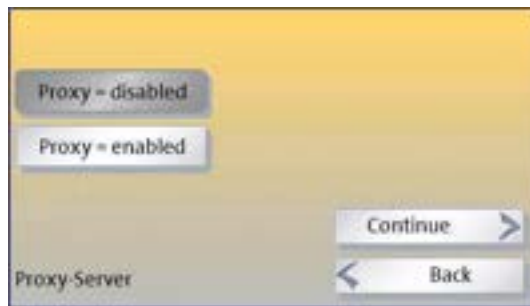 Proxy = disabled
Proxy = enabled
Continue
Proxy-Server
Back